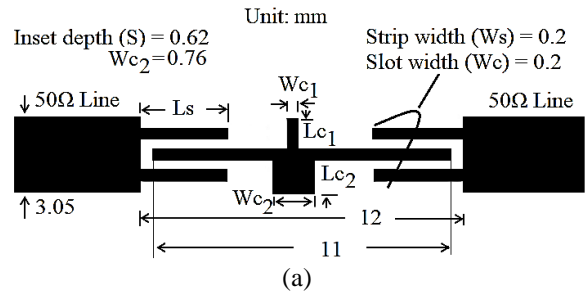 Unit: mm
Inset depth (S) = 0.62
Wc2=0.76
Strip width (Ws) = 0.2
Slot width (Wc) = 0.2
Wc1
50Ω Line
Ls
50Ω Line
Lc1
Lc2
Wc2
3.05
12
11
(a)